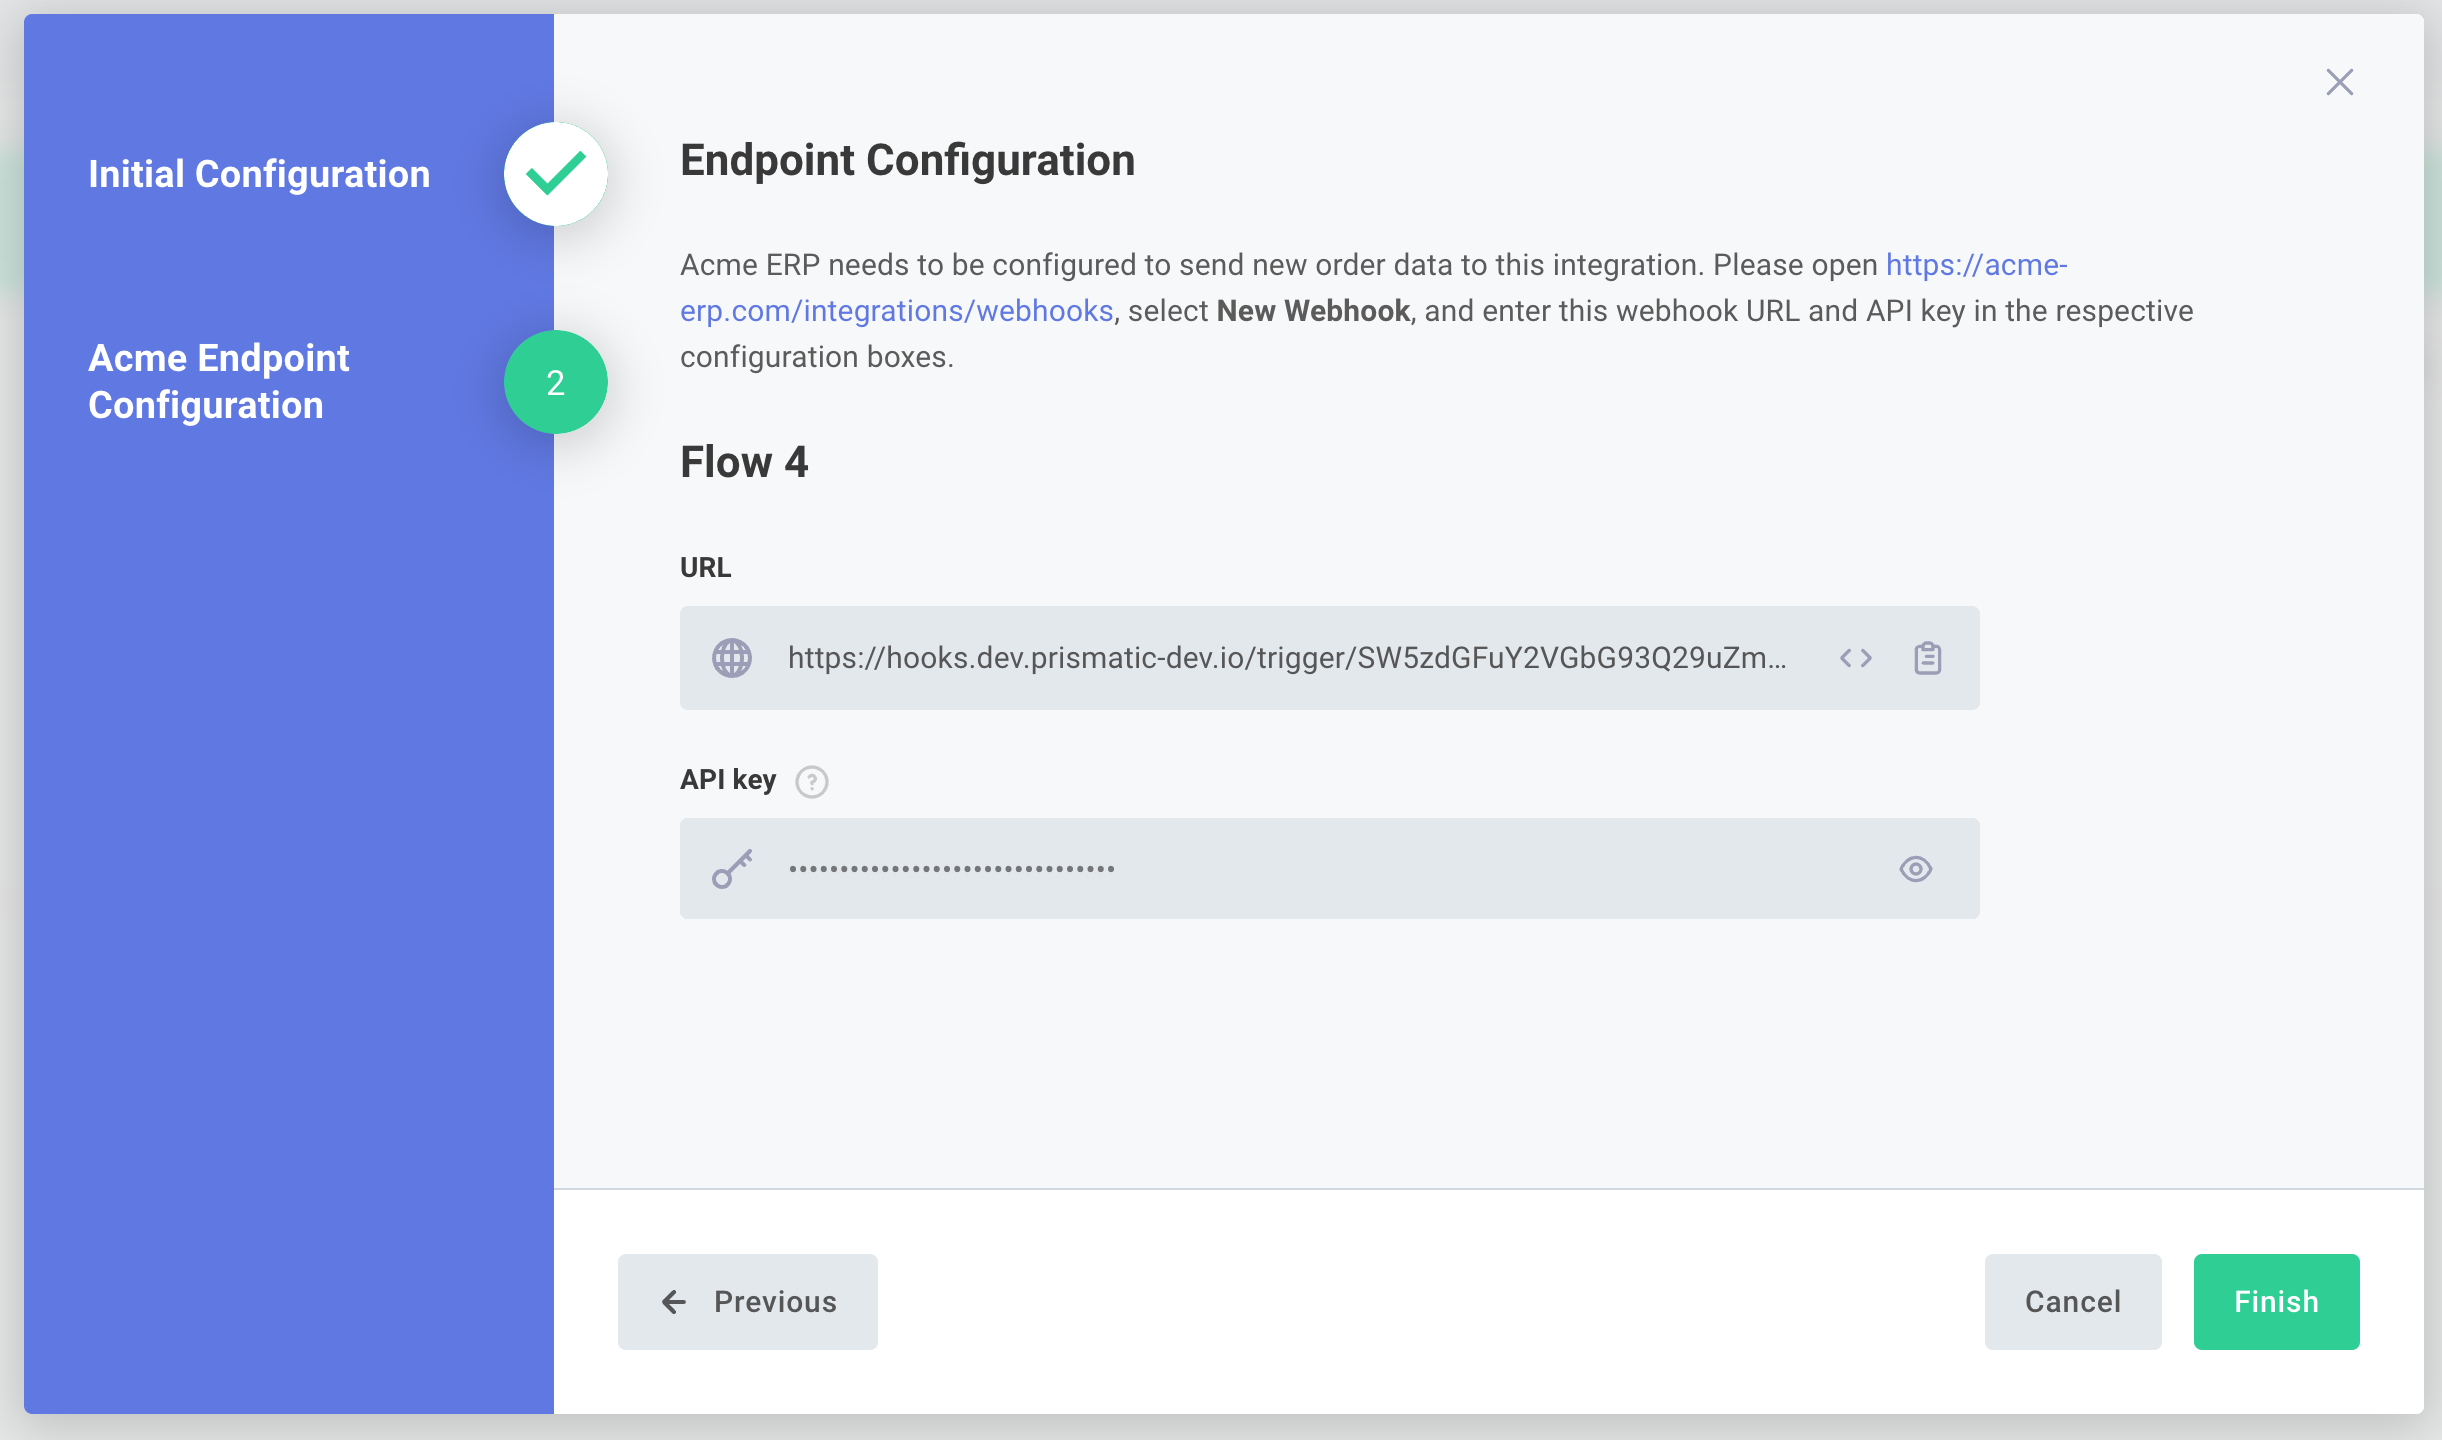 Initial Configuration
Acme Endpoint
Configuration
2
Endpoint Configuration
Acme ERP needs to be configured to send new order data to this integration. Please open https://acme-
erp.com/integrations/webhooks, select New Webhook, and enter this webhook URL and API key in the respective
configuration boxes.
Flow 4
URL
https://hooks.dev.prismatic-dev.io/trigger/SW5zdGFuY2VGbG93Q29uZm...
API key
Previous
Cancel
Finish